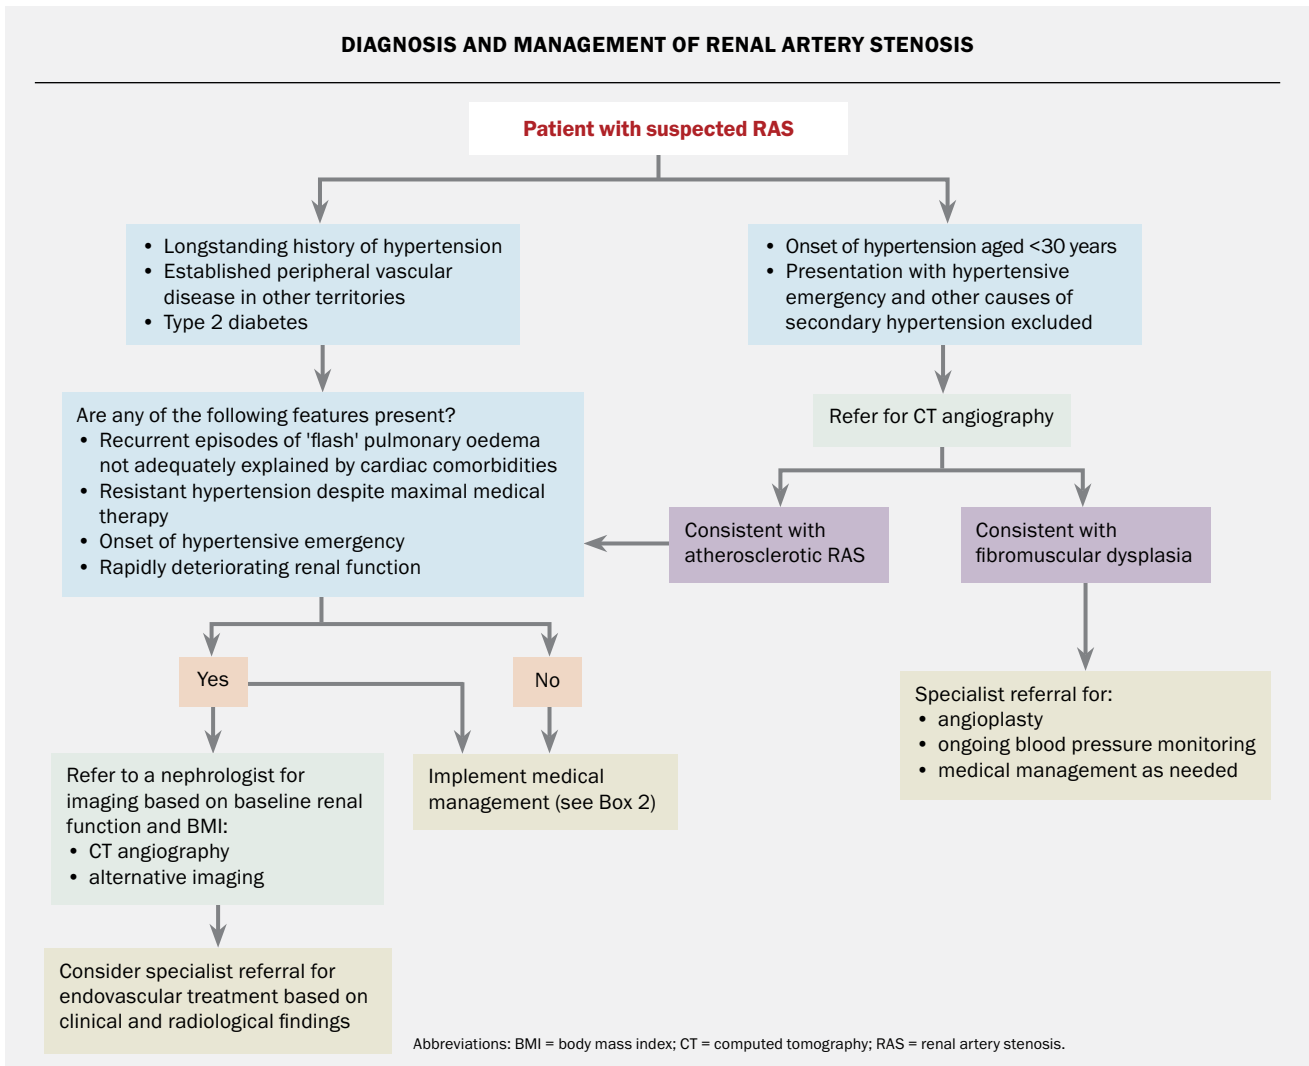 DIAGNOSIS AND MANAGEMENT OF RENAL ARTERY STENOSIS
Patient with suspected RAS
• Longstanding history of hypertension
• Established peripheral vascular
disease in other territories
• Type 2 diabetes
• Onset of hypertension aged <30 years
• Presentation with hypertensive
emergency and other causes of
secondary hypertension excluded
Are any of the following features present?
• Recurrent episodes of 'flash' pulmonary oedema
not adequately explained by cardiac comorbidities
• Resistant hypertension despite maximal medical
therapy
• Onset of hypertensive emergency
• Rapidly deteriorating renal function
Refer for CT angiography
Consistent with
atherosclerotic RAS
Consistent with
fibromuscular dysplasia
Yes
No
Specialist referral for:
• angioplasty
• ongoing blood pressure monitoring
• medical management as needed
Refer to a nephrologist for
imaging based on baseline renal
function and BMI:
• CT angiography
• alternative imaging
Implement medical
management (see Box 2)
Consider specialist referral for
endovascular treatment based on
clinical and radiological findings
Abbreviations: BMI = body mass index; CT = computed tomography; RAS = renal artery stenosis.